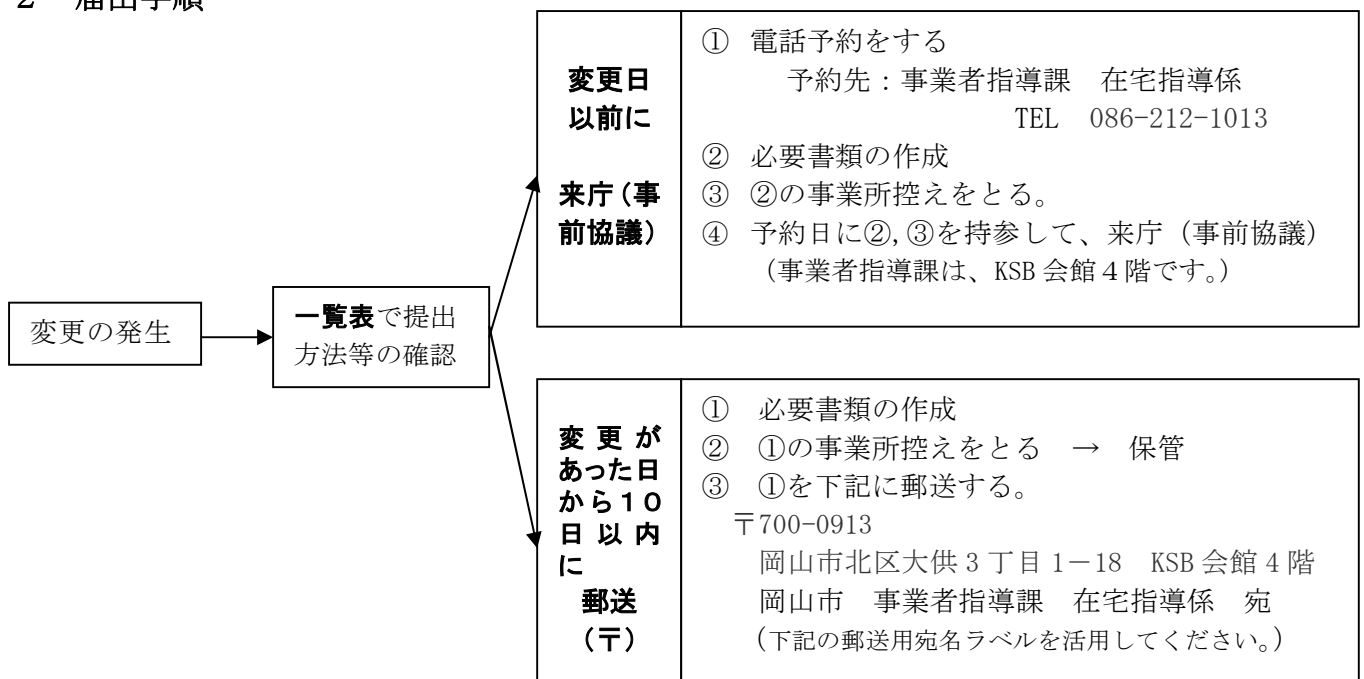 ２　届出手順
変更の発生
一覧表で提出
方法等の確認
変更日
以前に
来庁（事
前協議）
① 電話予約をする
予約先：事業者指導課　在宅指導係
TEL　086-212-1013
② 必要書類の作成
③ ②の事業所控えをとる。
④ 予約日に②,③を持参して、来庁（事前協議）
（事業者指導課は、KSB会館４階です。）
変更が
あった日
から１０
日以内
に
郵送
（〒）
① 必要書類の作成
② ①の事業所控えをとる　→　保管
③ ①を下記に郵送する。
〒700-0913
岡山市北区大供３丁目1－18　KSB会館４階
岡山市　事業者指導課　在宅指導係　宛
（下記の郵送用宛名ラベルを活用してください。）